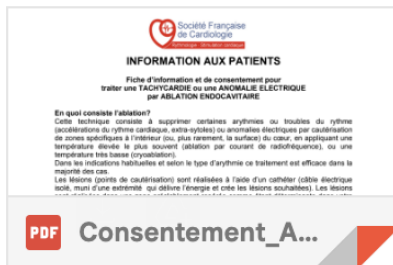 Société Française
de Cardiologie
Rythmologie - Stimulation cardiaque
INFORMATION AUX PATIENTS
Fiche d'information et de consentement pour
traiter une TACHYCARDIE ou une ANOMALIE ELECTRIQUE
par ABLATION ENDOCAVITAIRE
En quoi consiste l'ablation?
Cette technique consiste à supprimer certaines arythmies ou troubles du rythme
(accélérations du rythme cardiaque, extra-sytoles) ou anomalies électriques par cautérisation
de zones spécifiques à l'intérieur (ou, plus rarement, la surface) du cœur, en appliquant une
température élevée le plus souvent (ablation par courant de radiofréquence), ou une
température très basse (cryoablation).
Dans les indications habituelles et selon le type d'arythmie ce traitement est efficace dans la
majorité des cas.
Les lésions (points de cautérisation) sont réalisées à l'aide d'un cathéter (câble électrique
isolé, muni d'une extrémité qui délivre l'énergie et crée les lésions souhaitées). Les lésions
PDF
Consentement_A...